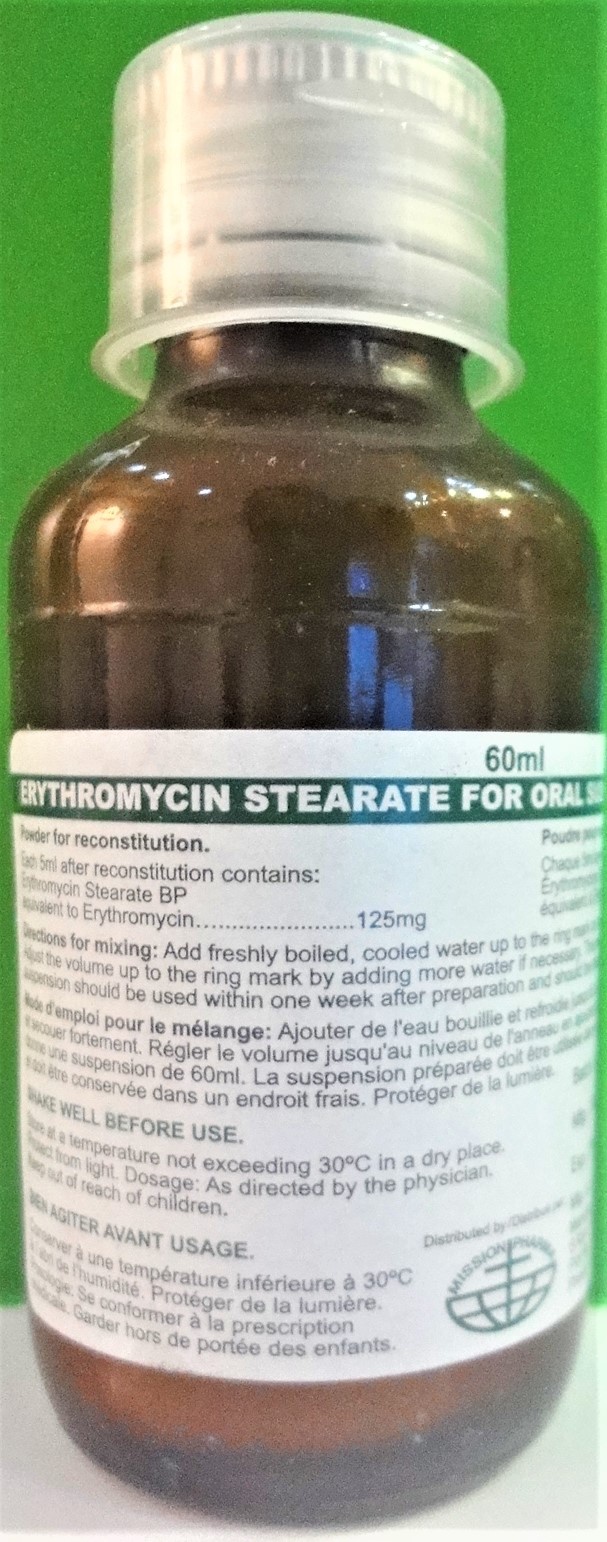 60ml
ERYTHROMYCIN STEARATE FOR ORAL
Powder for reconstitution.
Each 5ml after reconstitution contains:
Erythromycin Stearate BP
equivalent to Erythromycin........................125mg
Directions for mixing: Add freshly boiled, cooled water up to the ring mark
adjust the volume up to the ring mark by adding more water if necessary.
suspension should be used within one week after preparation and should
Mode d'emploi pour le mélange: Ajouter de l'eau bouillie et refroidie
et secouer fortement. Régler le volume jusqu'au niveau de l'anneau en
donne une suspension de 60ml. La suspension préparée doit être utilisée
et doit être conservée dans un endroit frais. Protéger de la lumière.
SHAKE WELL BEFORE USE.
Store at a temperature not exceeding 30ºC in a dry place.
Protect from light. Dosage: As directed by the physician.
Keep out of reach of children.
BIEN AGITER AVANT USAGE.
Conserver à une température inférieure à 30ºC
à l'abri de l'humidité. Protéger de la lumière.
Posologie: Se conformer à la prescription
médicale. Garder hors de portée des enfants.
Poudre
Chaque
équivalent
Distributed by/Distribué par
MISSIONPHARMA